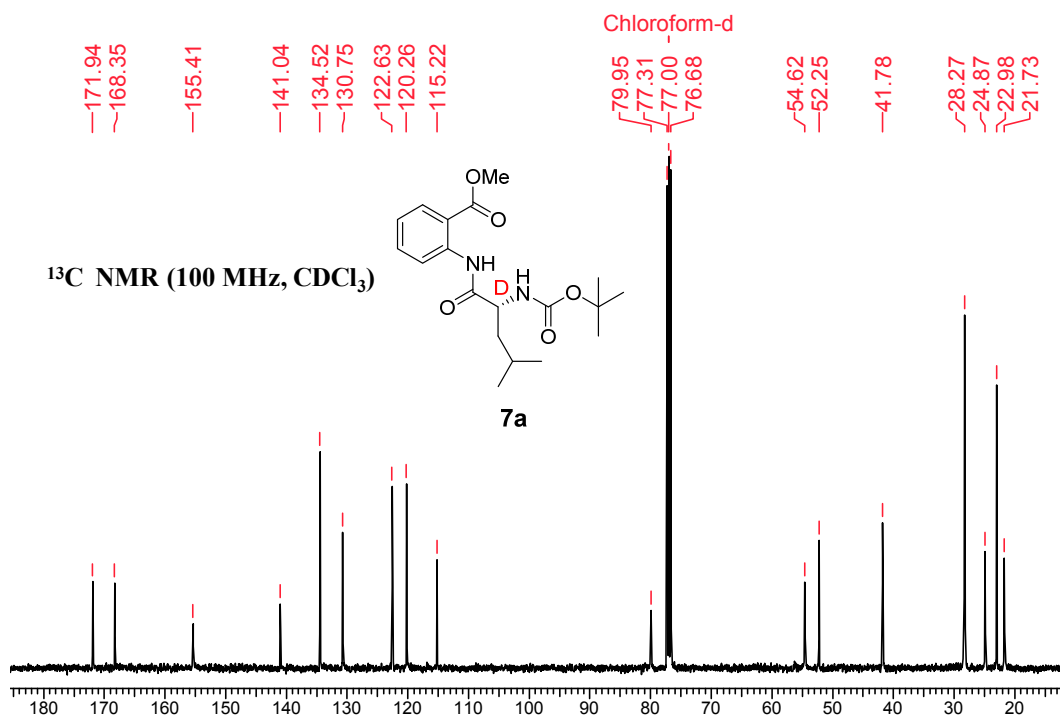 Chloroform-d
171.94
168.35
155.41
141.04
134.52
130.75
122.63
120.26
115.22
79.95
77.31
77.00
76.68
54.62
52.25
41.78
28.27
24.87
22.98
21.73
OMe
O
¹³C NMR (100 MHz, CDCl₃)
NH
D
H
N
O
O
O
7a
180 170 160 150 140 130 120 110 100 90 80 70 60 50 40 30 20